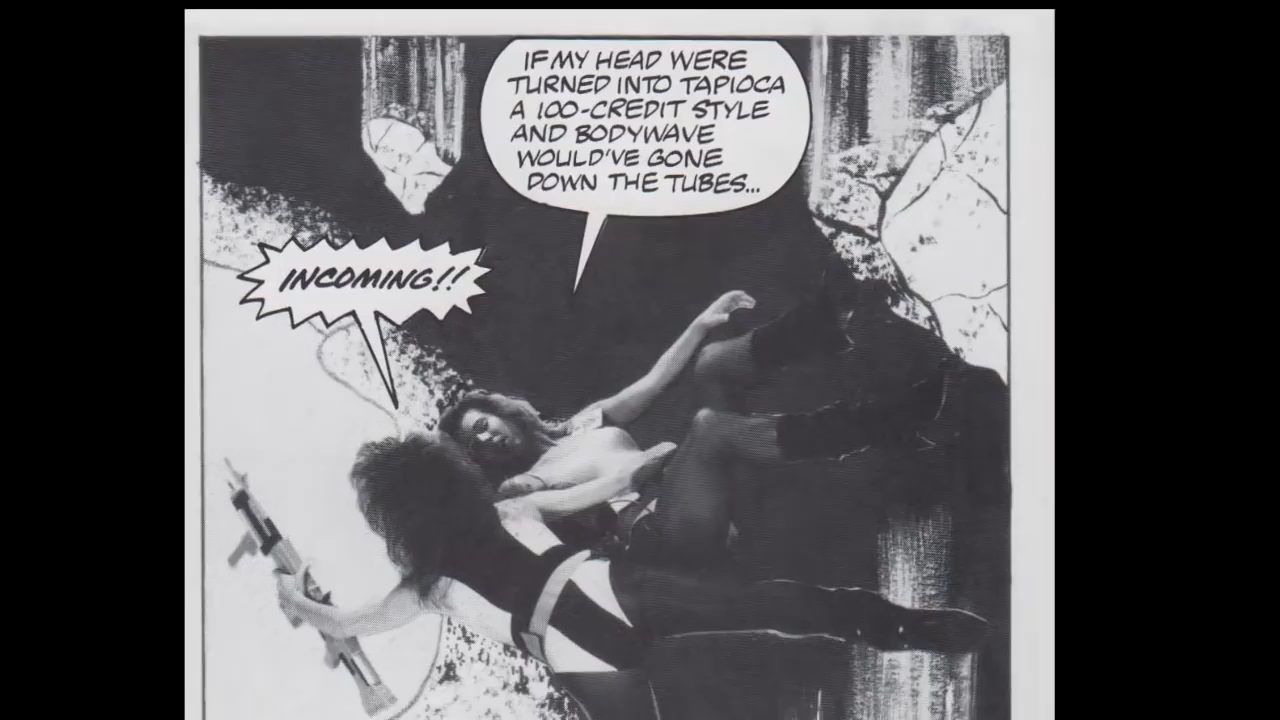 IF MY HEAD WERE
TURNED INTO TAPIOCA
A 100-CREDIT STYLE
AND BODYWAVE
WOULD'VE GONE
DOWN THE TUBES...
INCOMING!!